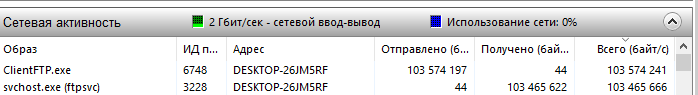 Сетевая активность 2 Гбит/сек - сетевой ввод-вывод Использование сети: 0%
Образ ИД п... Адрес Отправлено (б... Получено (бай... Всего (байт/с)
ClientFTP.exe 6748 DESKTOP-26JM5RF 103 574 197 44 103 574 241
svchost.exe (ftpsvc) 3228 DESKTOP-26JM5RF 44 103 465 622 103 465 666